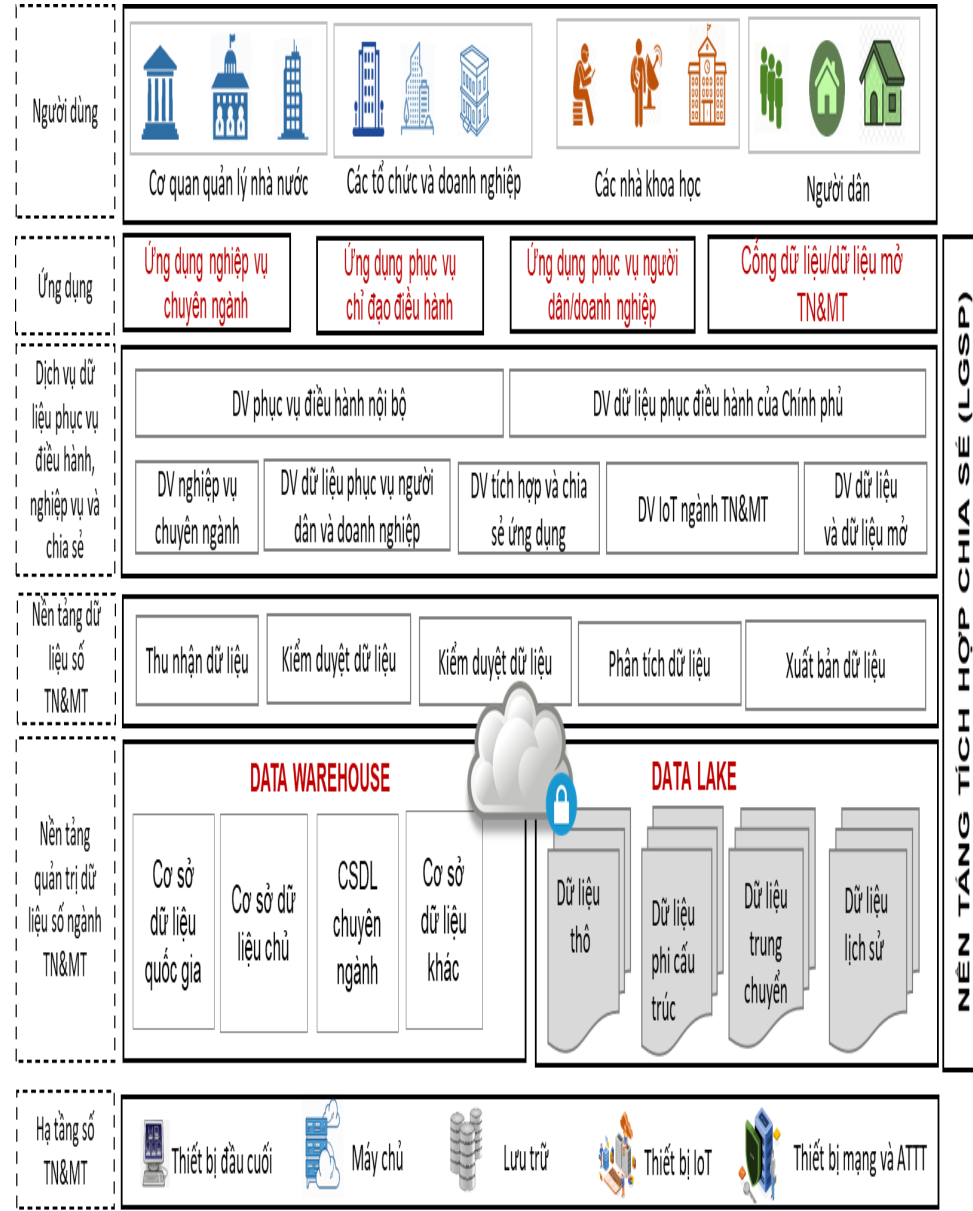 Người dùng
Cơ quan quản lý nhà nước
Các tổ chức và doanh nghiệp
Các nhà khoa học
Người dân
Ứng dụng
Ứng dụng nghiệp vụ
chuyên ngành
Ứng dụng phục vụ
chỉ đạo điều hành
Ứng dụng phục vụ người
dân/doanh nghiệp
Cổng dữ liệu/dữ liệu mở
TN&MT
NỀN TẢNG TÍCH HỢP CHIA SẺ (LGSP)
Dịch vụ dữ
liệu phục vụ
điều hành,
nghiệp vụ và
chia sẻ
DV phục vụ điều hành nội bộ
DV dữ liệu phục điều hành của Chính phủ
DV nghiệp vụ
chuyên ngành
DV dữ liệu phục vụ người
dân và doanh nghiệp
DV tích hợp và chia
sẻ ứng dụng
DV IoT ngành TN&MT
DV dữ liệu
và dữ liệu mở
Nền tảng dữ
liệu số
TN&MT
Thu nhận dữ liệu
Kiểm duyệt dữ liệu
Kiểm duyệt dữ liệu
Phân tích dữ liệu
Xuất bản dữ liệu
Nền tảng
quản trị dữ
liệu số ngành
TN&MT
DATA WAREHOUSE
Cơ sở
dữ liệu
quốc gia
Cơ sở dữ
liệu chủ
CSDL
chuyên
ngành
Cơ sở
dữ liệu
khác
DATA LAKE
Dữ liệu
thô
Dữ liệu
phi cấu
trúc
Dữ liệu
trung
chuyển
Dữ liệu
lịch sử
Hạ tầng số
TN&MT
Thiết bị đầu cuối
Máy chủ
Lưu trữ
Thiết bị IoT
Thiết bị mạng và ATTT